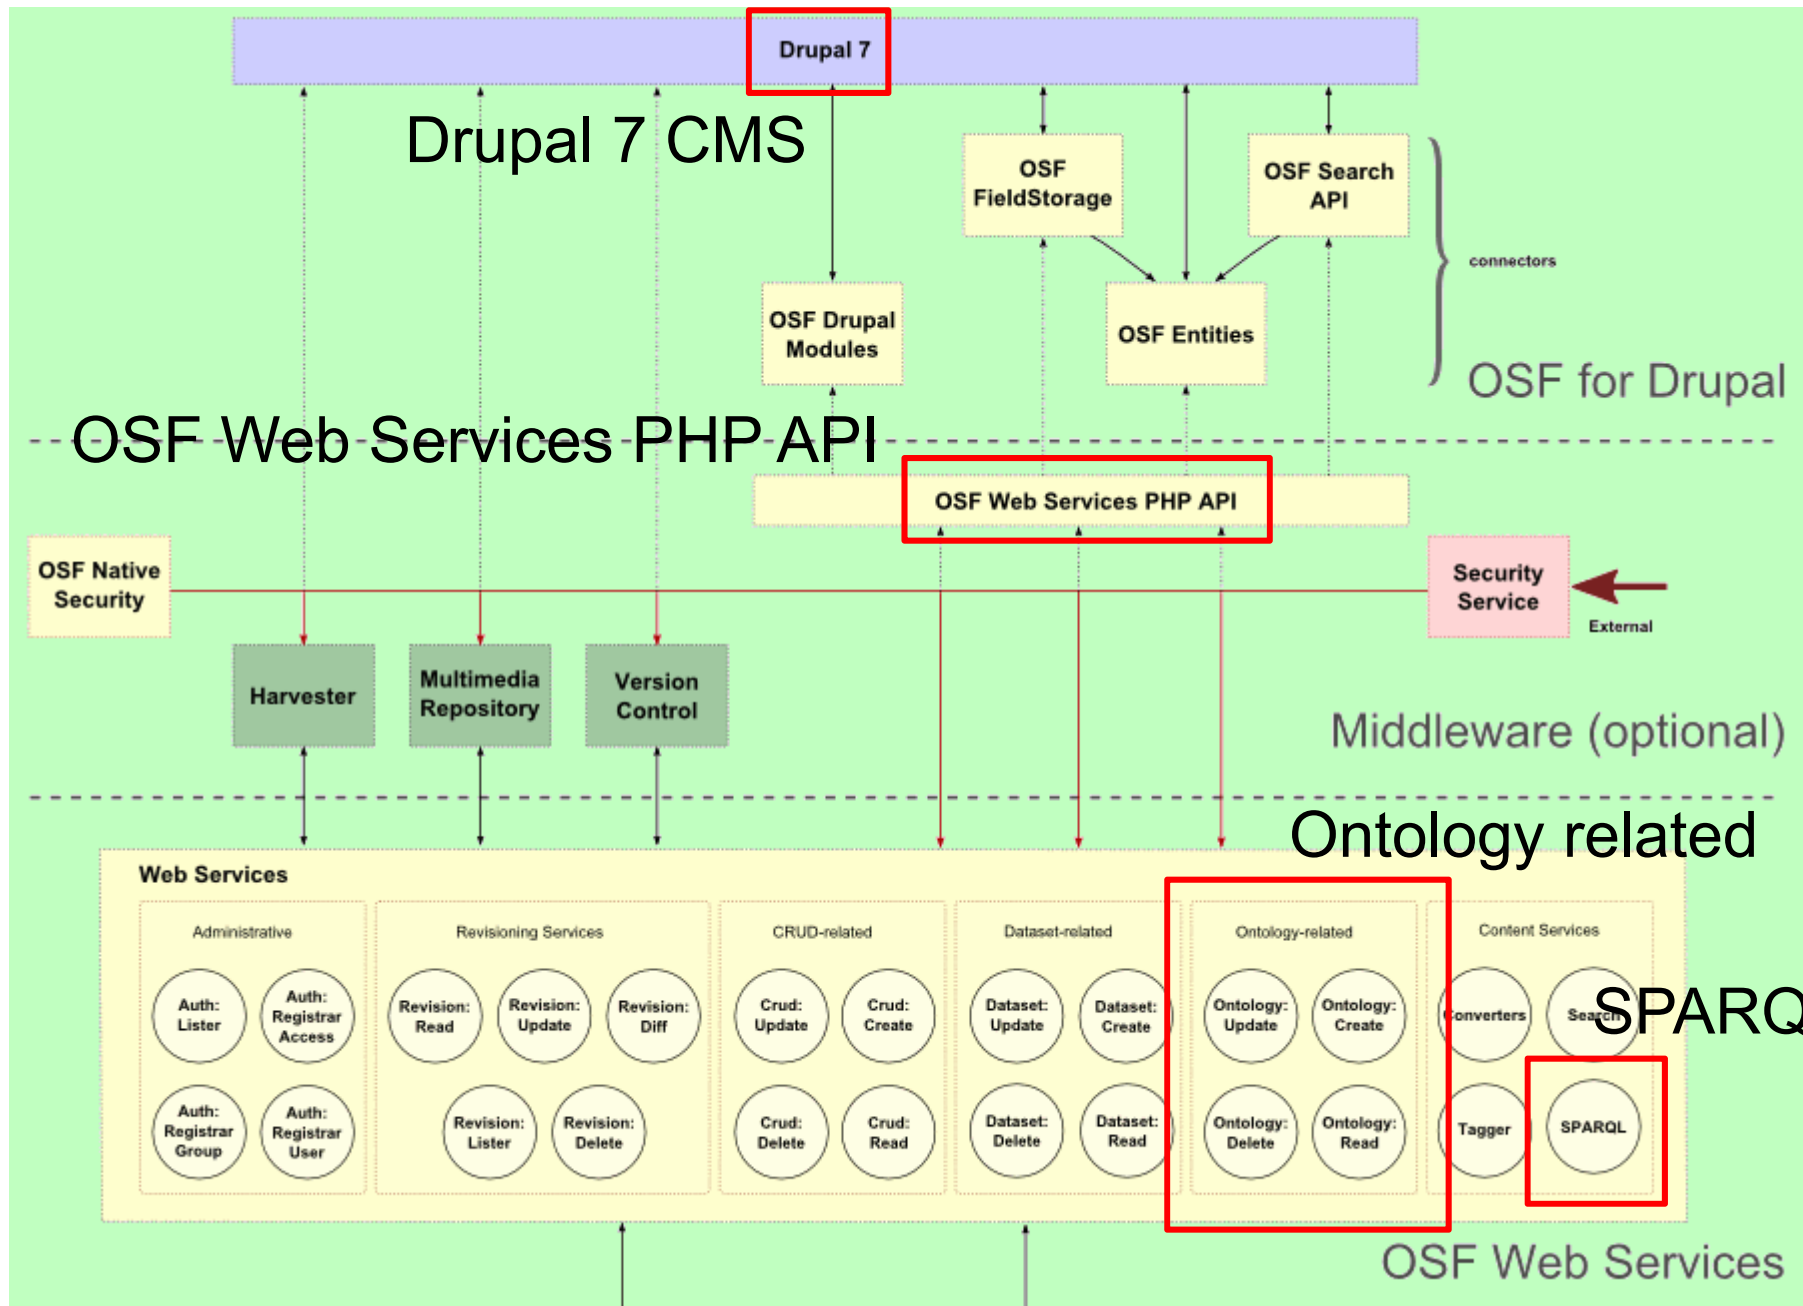 Drupal 7
Drupal 7 CMS
OSF
FieldStorage
OSF Search
API
connectors
OSF Drupal
Modules
OSF Entities
OSF for Drupal
OSF Web Services PHP API
OSF Web Services PHP API
OSF Native
Security
Security
Service
External
Harvester
Multimedia
Repository
Version
Control
Middleware (optional)
Ontology related
Web Services
Administrative
Revisioning Services
CRUD-related
Dataset-related
Ontology-related
Content Services
Auth:
Lister
Auth:
Registrar
Access
Revision:
Read
Revision:
Update
Revision:
Diff
Crud:
Update
Crud:
Create
Dataset:
Update
Dataset:
Create
Ontology:
Update
Ontology:
Create
Converters
Search
SPARQ
Auth:
Registrar
Group
Auth:
Registrar
User
Revision:
Lister
Revision:
Delete
Crud:
Delete
Crud:
Read
Dataset:
Delete
Dataset:
Read
Ontology:
Delete
Ontology:
Read
Tagger
SPARQL
OSF Web Services